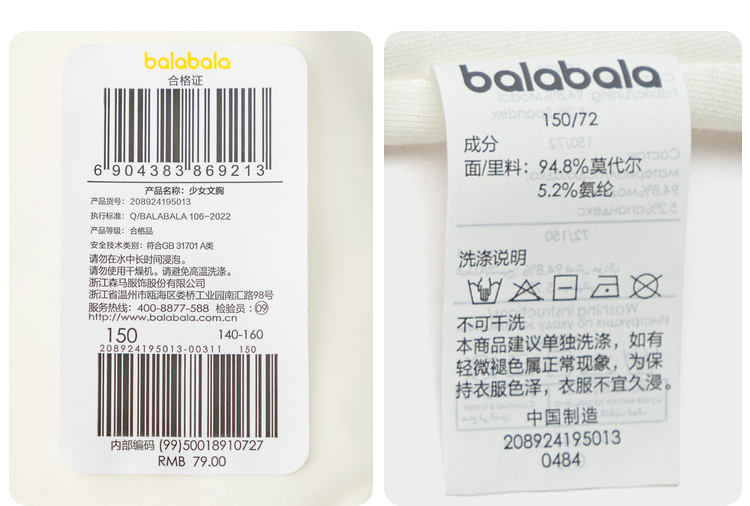 balabala
合格证
6 904383 869213
产品名称：少女文胸
产品货号：208924195013
执行标准：Q/BALABALA 106-2022
产品等级：合格品
安全技术类别：符合GB 31701 A类
请勿在水中长时间浸泡。
请勿使用干燥机。请避免高温洗涤。
浙江森马服饰股份有限公司
浙江省温州市瓯海区娄桥工业园南汇路98号
服务热线：400-8877-588 检验员：09
http://www.balabala.com.cn
150 140-160
208924195013-00311 150
内部编码 (99)50018910727
RMB 79.00
balabala
150/72
成分
面/里料：94.8%莫代尔
5.2%氨纶
洗涤说明
不可干洗
本商品建议单独洗涤，如有
轻微褪色属正常现象，为保
持衣服色泽，衣服不宜久浸。
中国制造
208924195013
0484